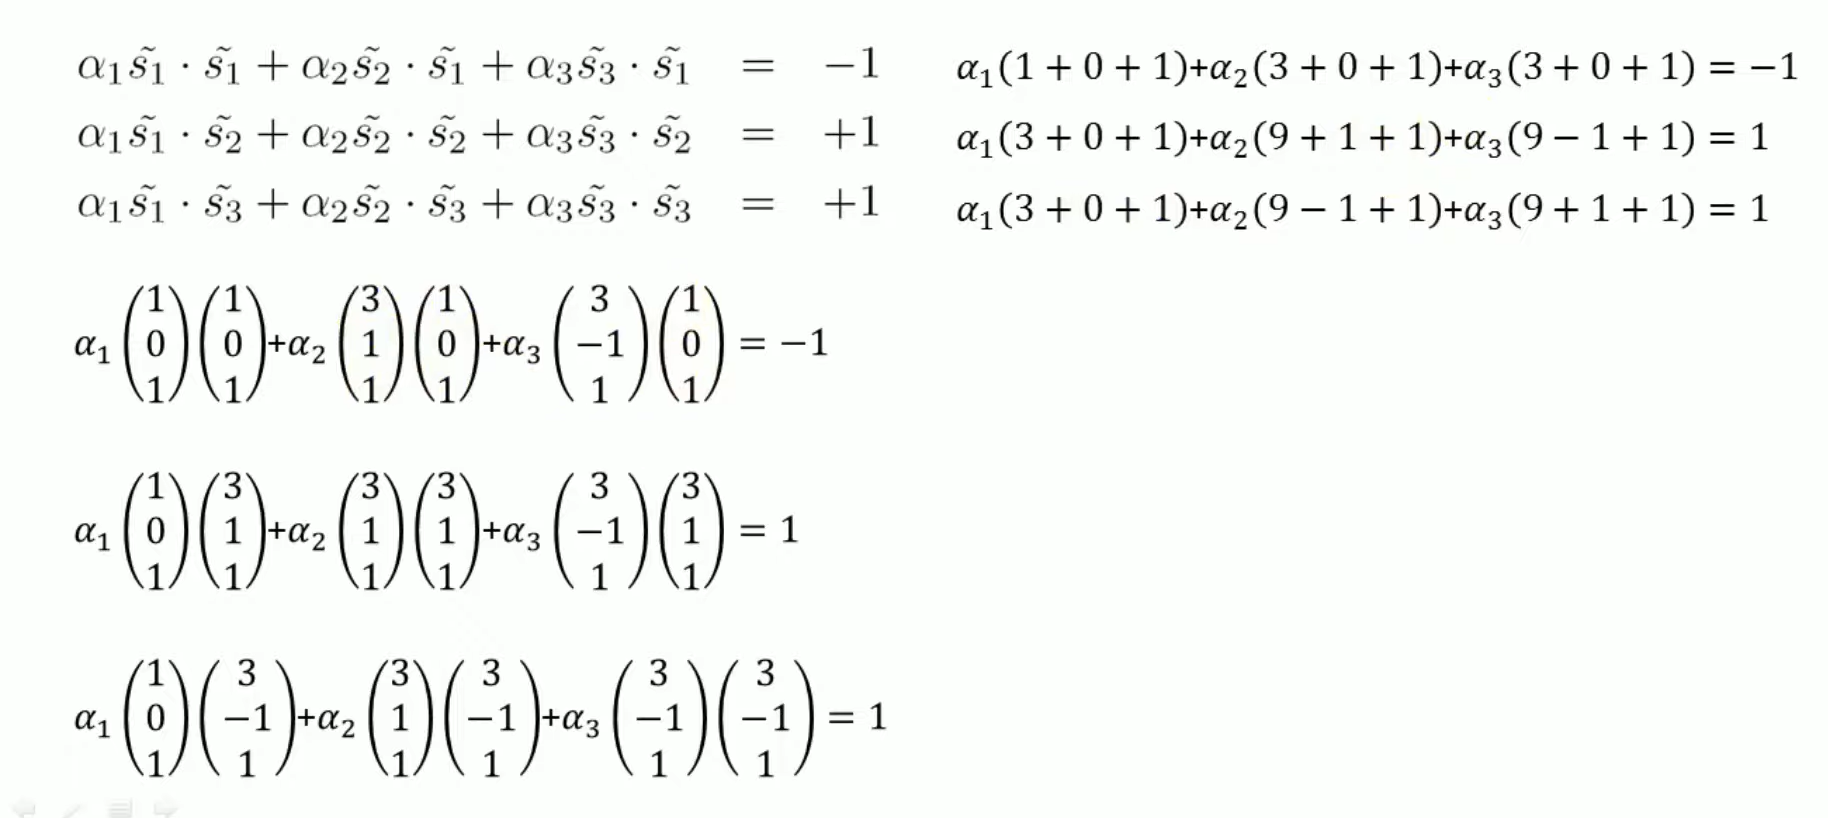 α₁s̃₁ · s̃₁ + α₂s̃₂ · s̃₁ + α₃s̃₃ · s̃₁ = −1
α₁s̃₁ · s̃₂ + α₂s̃₂ · s̃₂ + α₃s̃₃ · s̃₂ = +1
α₁s̃₁ · s̃₃ + α₂s̃₂ · s̃₃ + α₃s̃₃ · s̃₃ = +1
α₁(1 + 0 + 1)+α₂(3 + 0 + 1)+α₃(3 + 0 + 1) = −1
α₁(3 + 0 + 1)+α₂(9 + 1 + 1)+α₃(9 − 1 + 1) = 1
α₁(3 + 0 + 1)+α₂(9 − 1 + 1)+α₃(9 + 1 + 1) = 1
α₁ (1 0 1) (1 0 1) +α₂ (3 1 1) (1 0 1) +α₃ (3 −1 1) (1 0 1) = −1
α₁ (1 0 1) (3 1 1) +α₂ (3 1 1) (3 1 1) +α₃ (3 −1 1) (3 1 1) = 1
α₁ (1 0 1) (3 −1 1) +α₂ (3 1 1) (3 −1 1) +α₃ (3 −1 1) (3 −1 1) = 1